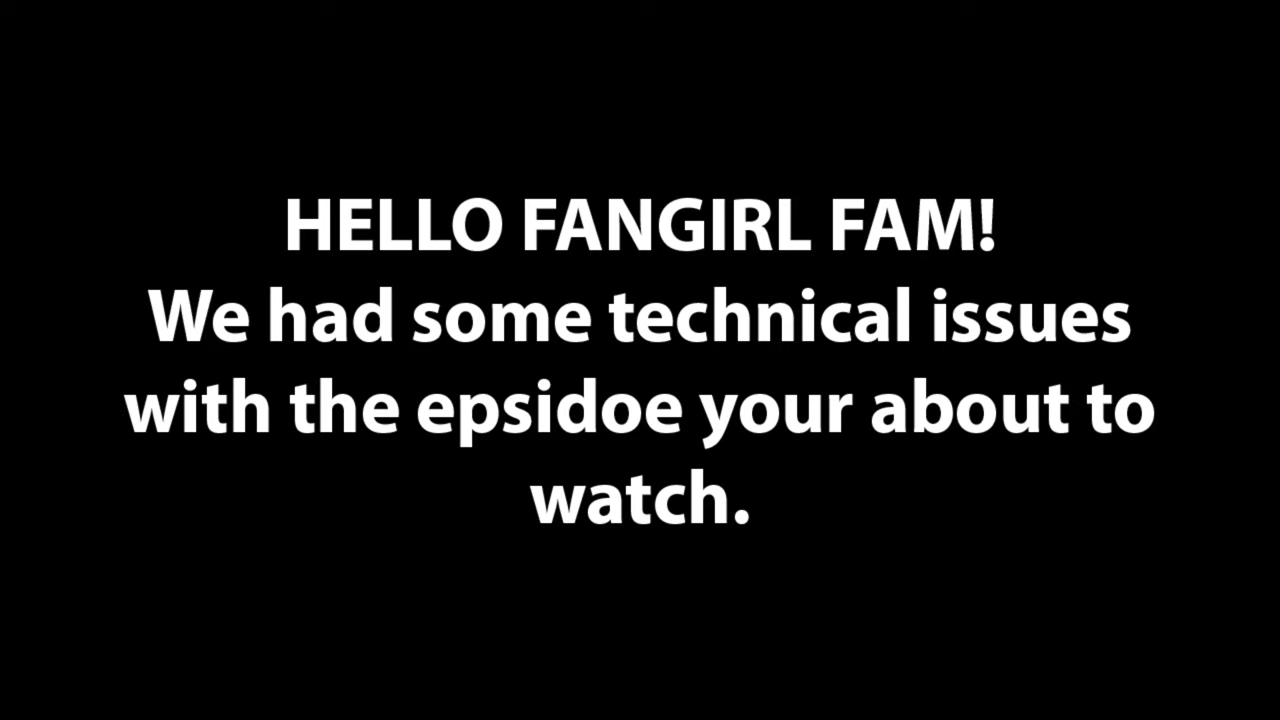 HELLO FANGIRL FAM!
We had some technical issues
with the epsidoe your about to
watch.